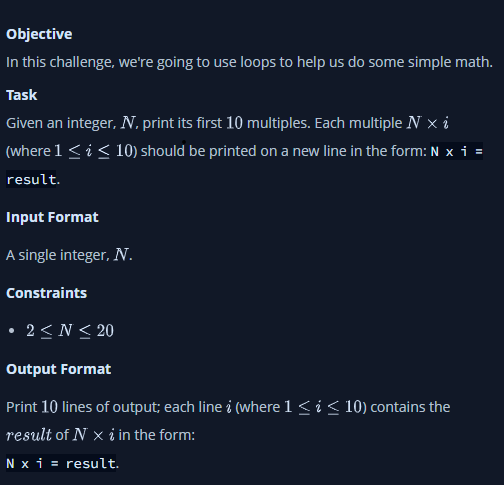 Objective
In this challenge, we're going to use loops to help us do some simple math.
Task
Given an integer, N, print its first 10 multiples. Each multiple N × i
(where 1 ≤ i ≤ 10) should be printed on a new line in the form: N x i =
result.
Input Format
A single integer, N.
Constraints
• 2 ≤ N ≤ 20
Output Format
Print 10 lines of output; each line i (where 1 ≤ i ≤ 10) contains the
result of N × i in the form:
N x i = result.